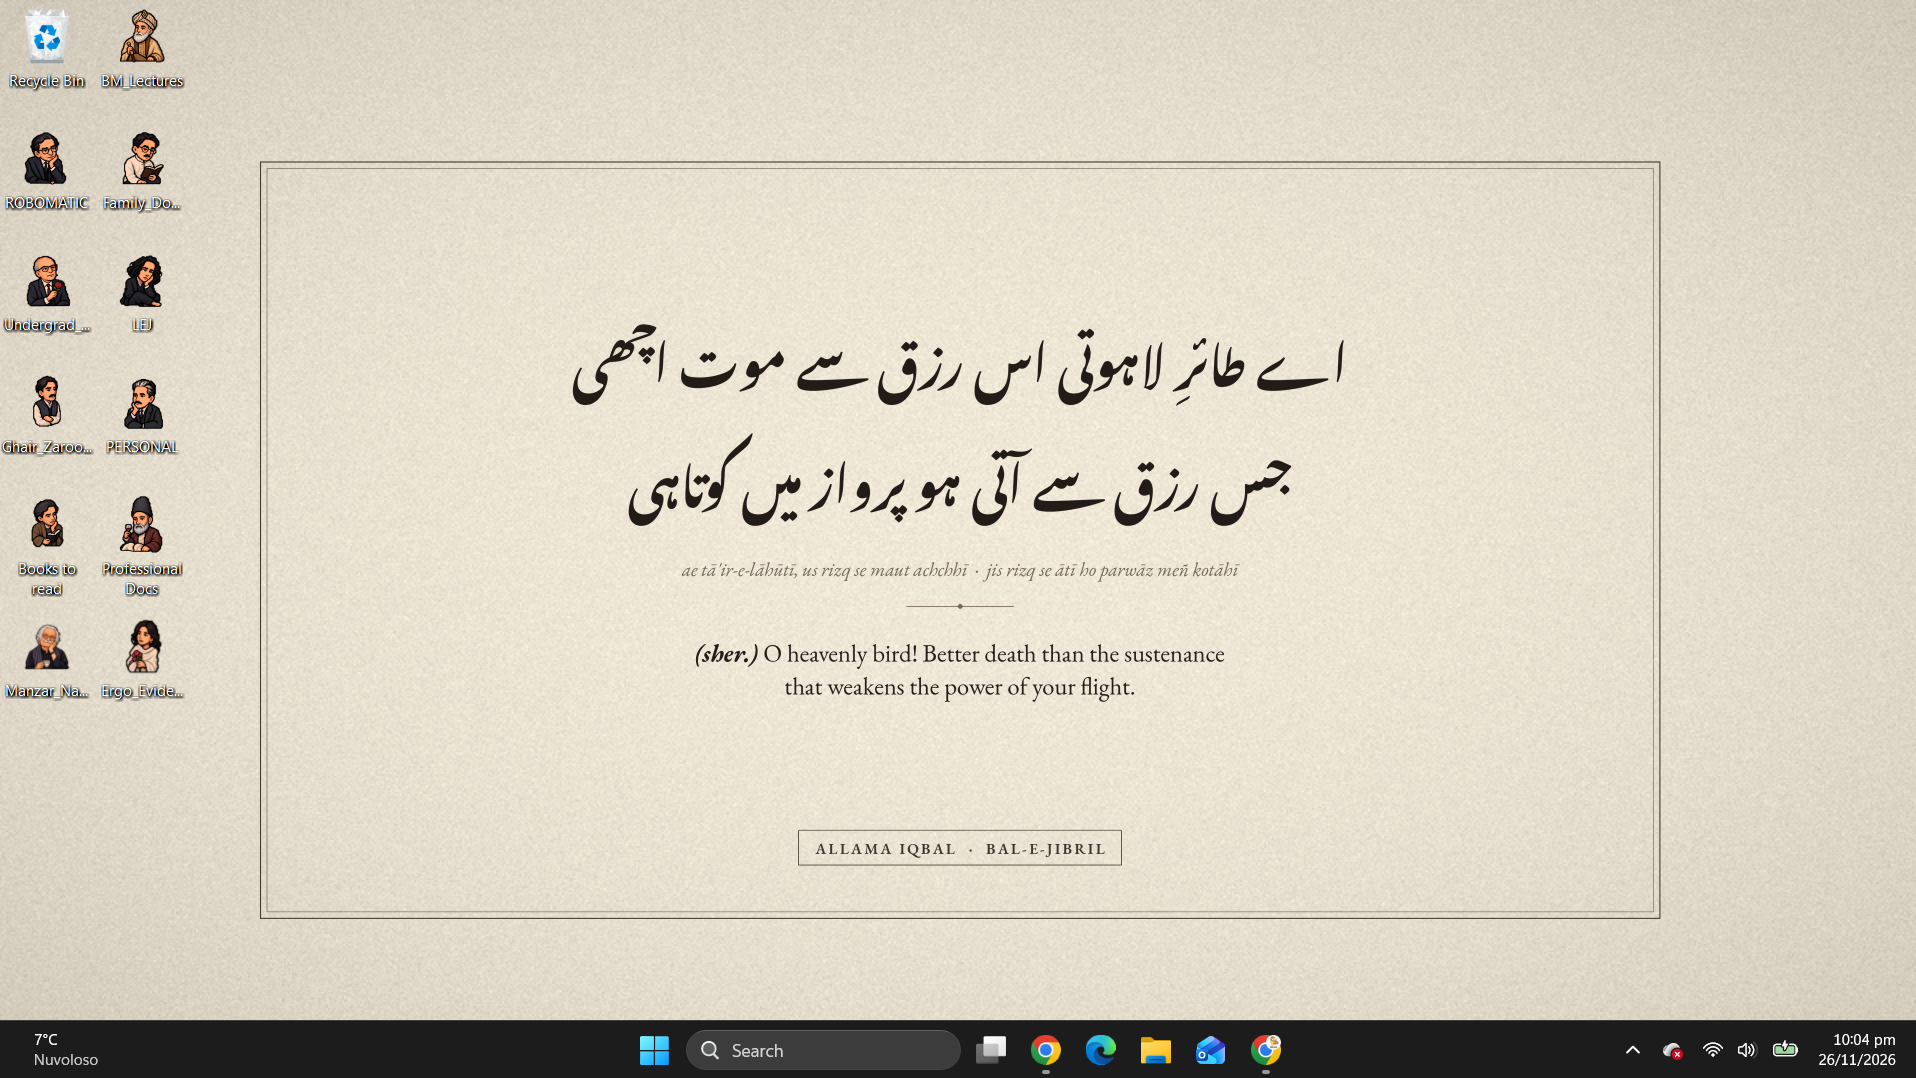 Recycle Bin
BM_Lectures
ROBOMATIC
Family_Do...
Undergrad_...
LEJ
Ghair_Zaroo...
PERSONAL
Books to
read
Professional
Docs
Manzar_Na...
Ergo_Evide...
اے طائرِ لاہوتی اس رزق سے موت اچھی
جس رزق سے آتی ہو پرواز میں کوتاہی
ae tā'ir-e-lāhūtī, us rizq se maut achchhī · jis rizq se ātī ho parwāz meñ kotāhī
(sher.) O heavenly bird! Better death than the sustenance
that weakens the power of your flight.
ALLAMA IQBAL · BAL-E-JIBRIL
7°C
Nuvoloso
Search
10:04 pm
26/11/2026